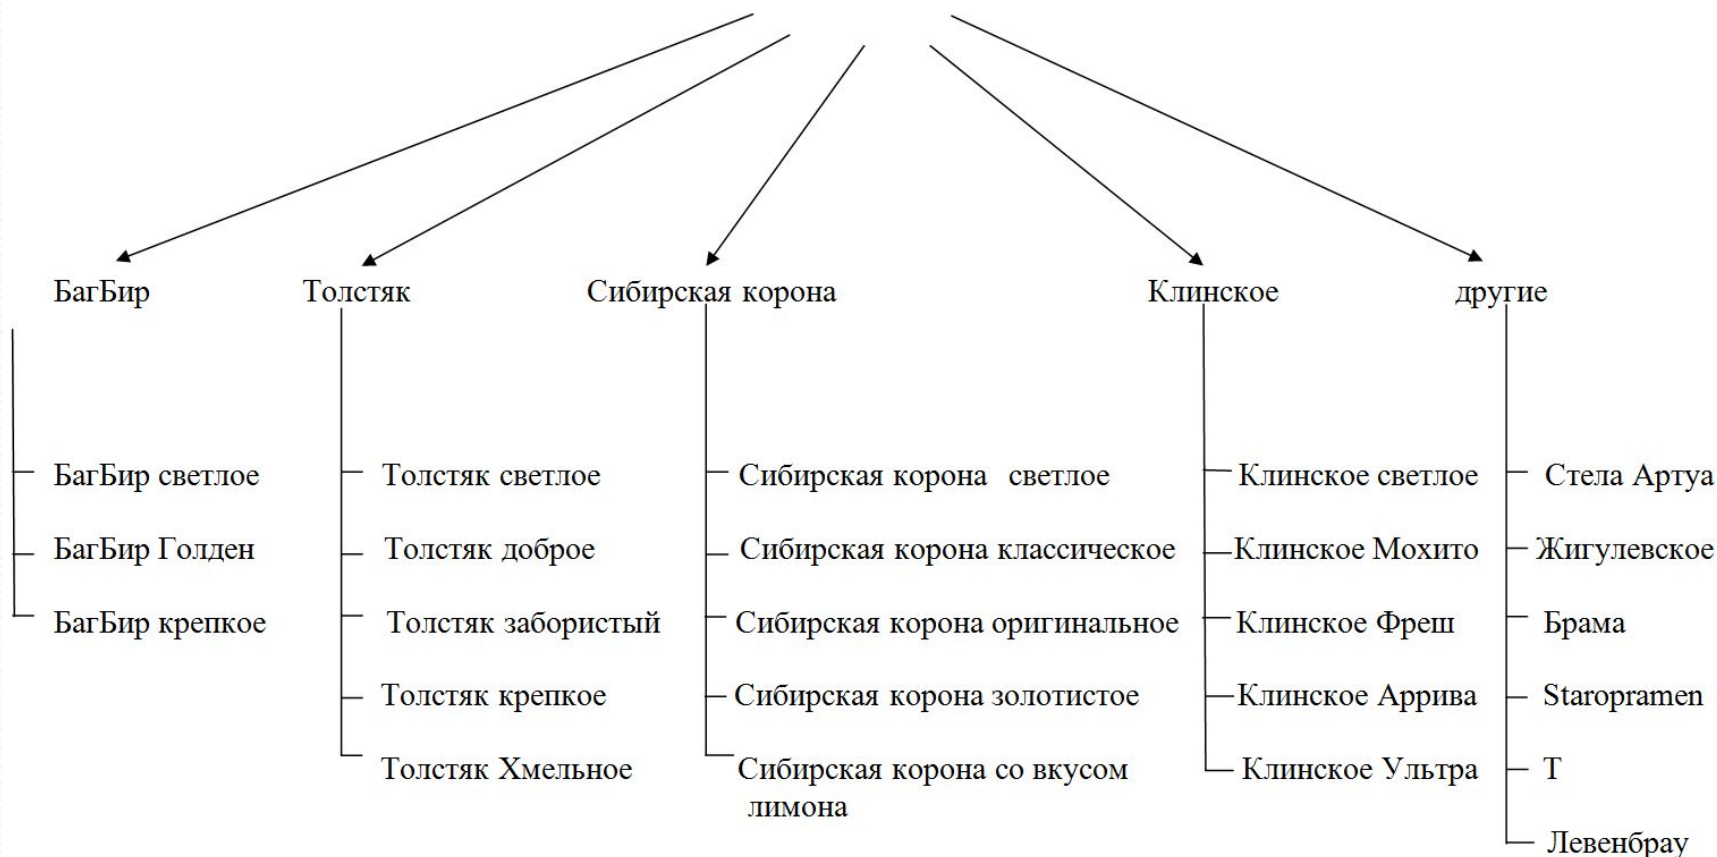 БагБир
Толстяк
Сибирская корона
Клинское
другие
БагБир светлое
БагБир Голден
БагБир крепкое
Толстяк светлое
Толстяк доброе
Толстяк забористый
Толстяк крепкое
Толстяк Хмельное
Сибирская корона светлое
Сибирская корона классическое
Сибирская корона оригинальное
Сибирская корона золотистое
Сибирская корона со вкусом
лимона
Клинское светлое
Клинское Мохито
Клинское Фреш
Клинское Аррива
Клинское Ультра
Стела Артуа
Жигулевское
Брама
Staropramen
Т
Левенбрау